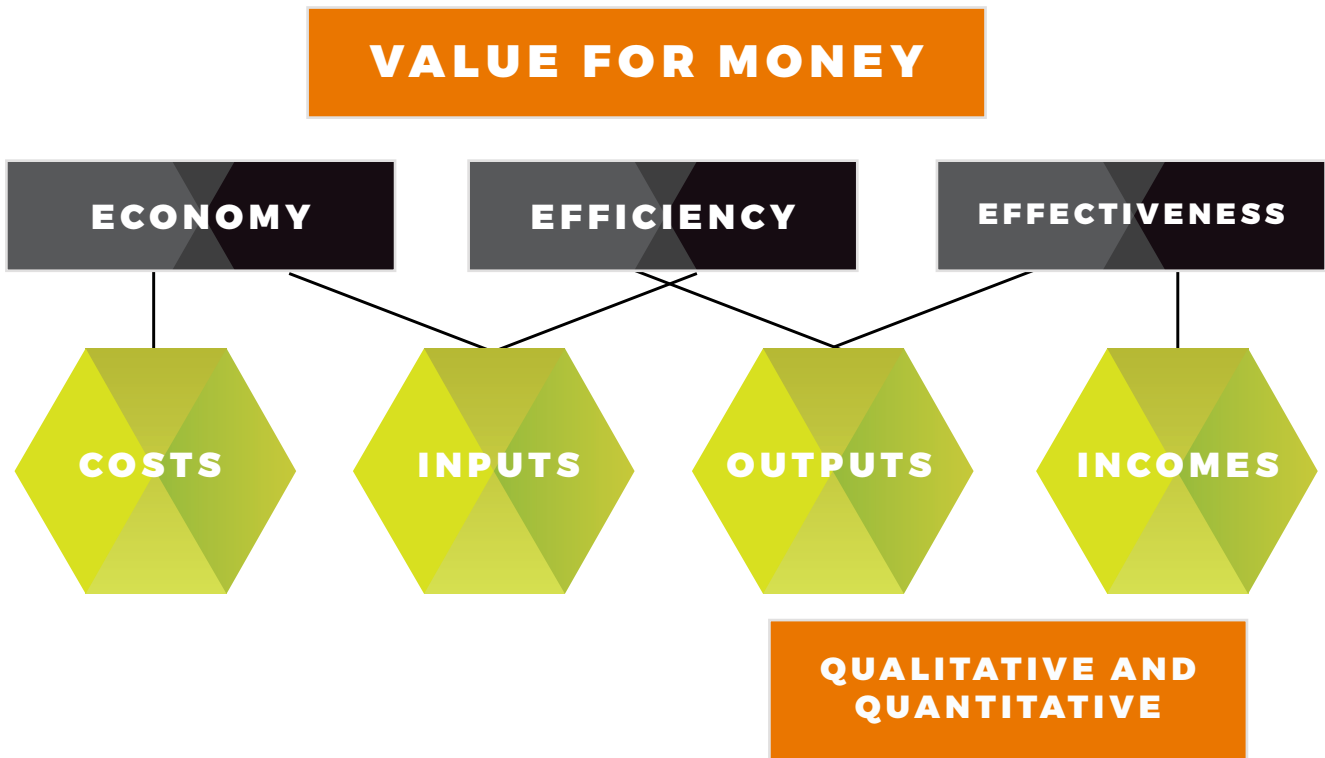 VALUE FOR MONEY
ECONOMY
EFFICIENCY
EFFECTIVENESS
COSTS
INPUTS
OUTPUTS
INCOMES
QUALITATIVE AND
QUANTITATIVE